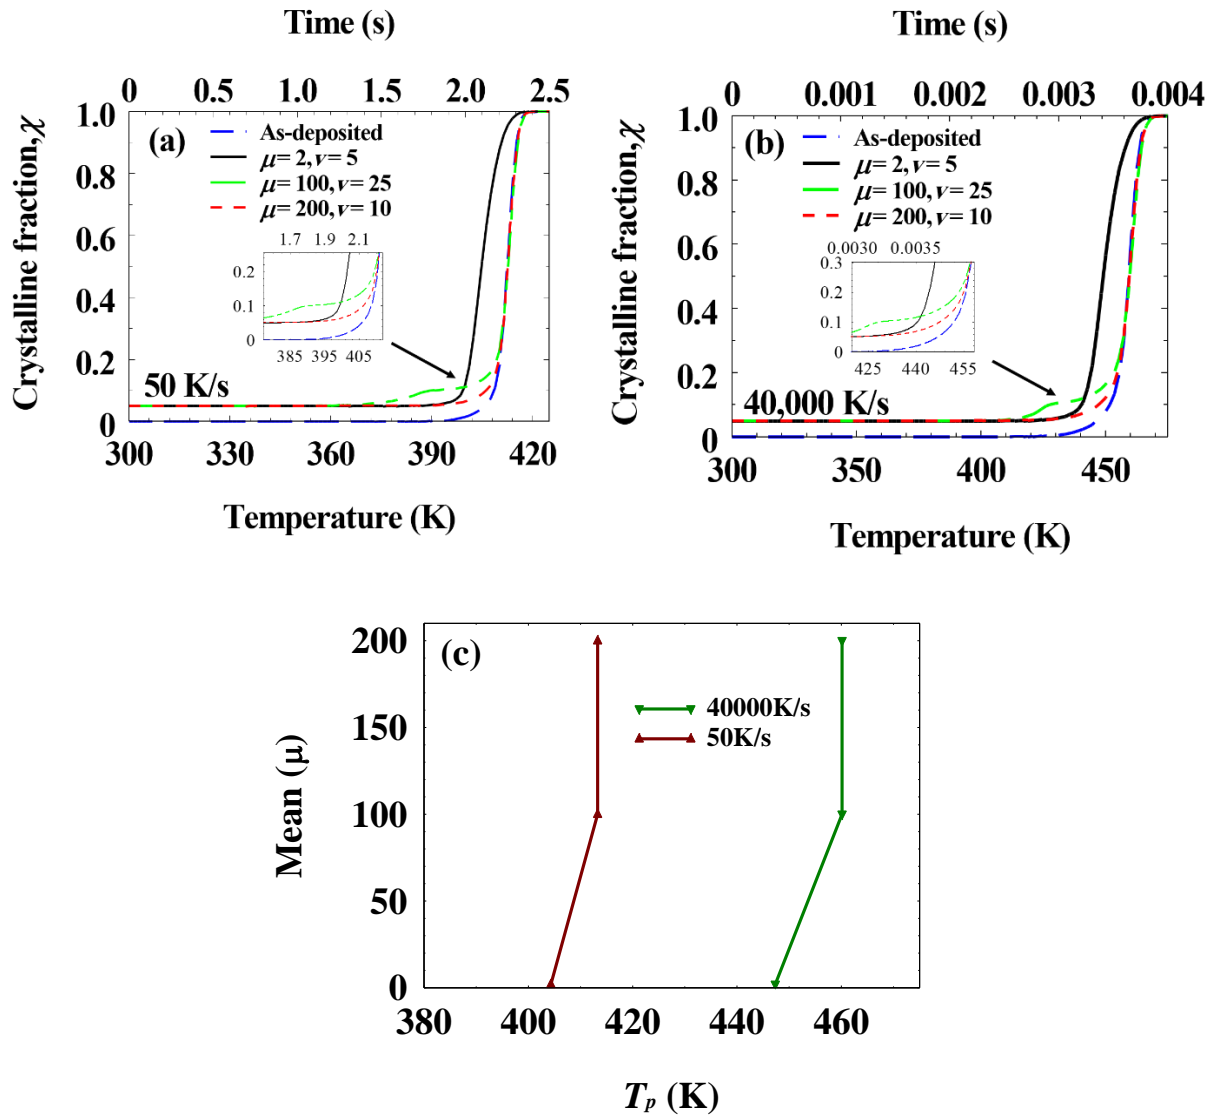 Time (s)
0 0.5 1.0 1.5 2.0 2.5
Crystalline fraction, χ
1.0
0.8
0.6
0.4
0.2
0
(a)
As-deposited
μ = 2, ν = 5
μ = 100, ν = 25
μ = 200, ν = 10
1.7 1.9 2.1
0.2
0.1
0
385 395 405
50 K/s
300 330 360 390 420
Temperature (K)
Time (s)
0 0.001 0.002 0.003 0.004
Crystalline fraction, χ
1.0
0.8
0.6
0.4
0.2
0
(b)
As-deposited
μ = 2, ν = 5
μ = 100, ν = 25
μ = 200, ν = 10
0.0030 0.0035
0.3
0.2
0.1
0
425 440 455
40,000 K/s
300 350 400 450
Temperature (K)
(c)
Mean (μ)
200
150
100
50
0
40000K/s
50K/s
380 400 420 440 460
Tp (K)